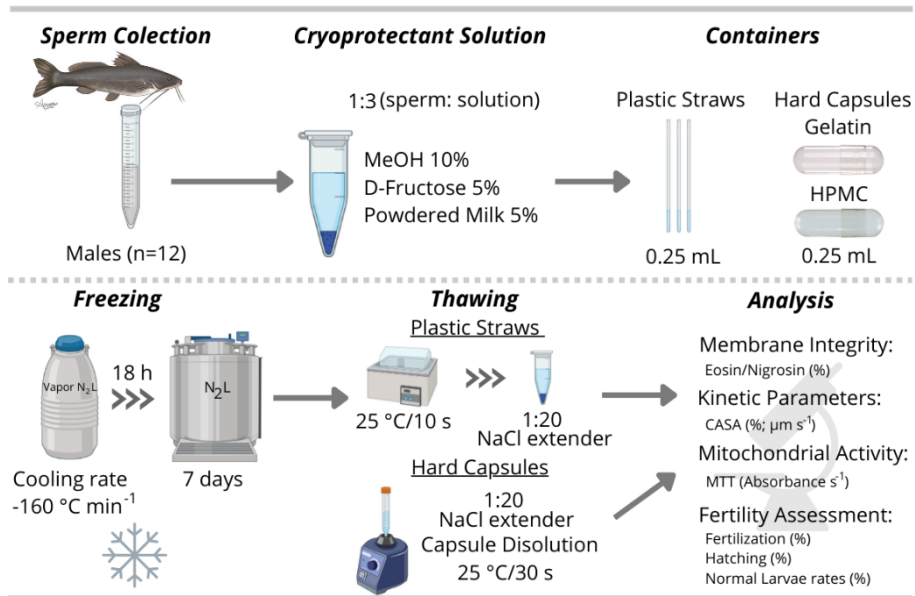 Sperm Colection
Cryoprotectant Solution
Containers
1:3 (sperm: solution)
MeOH 10%
D-Fructose 5%
Powdered Milk 5%
Males (n=12)
Plastic Straws
0.25 mL
Hard Capsules
Gelatin
HPMC
0.25 mL
Freezing
Thawing
Analysis
Vapor N₂L
18 h
N₂L
Cooling rate
-160 °C min⁻¹
7 days
Plastic Straws
25 °C/10 s
1:20
NaCl extender
Hard Capsules
1:20
NaCl extender
Capsule Disolution
25 °C/30 s
Membrane Integrity:
Eosin/Nigrosin (%)
Kinetic Parameters:
CASA (%; µm s⁻¹)
Mitochondrial Activity:
MTT (Absorbance s⁻¹)
Fertility Assessment:
Fertilization (%)
Hatching (%)
Normal Larvae rates (%)